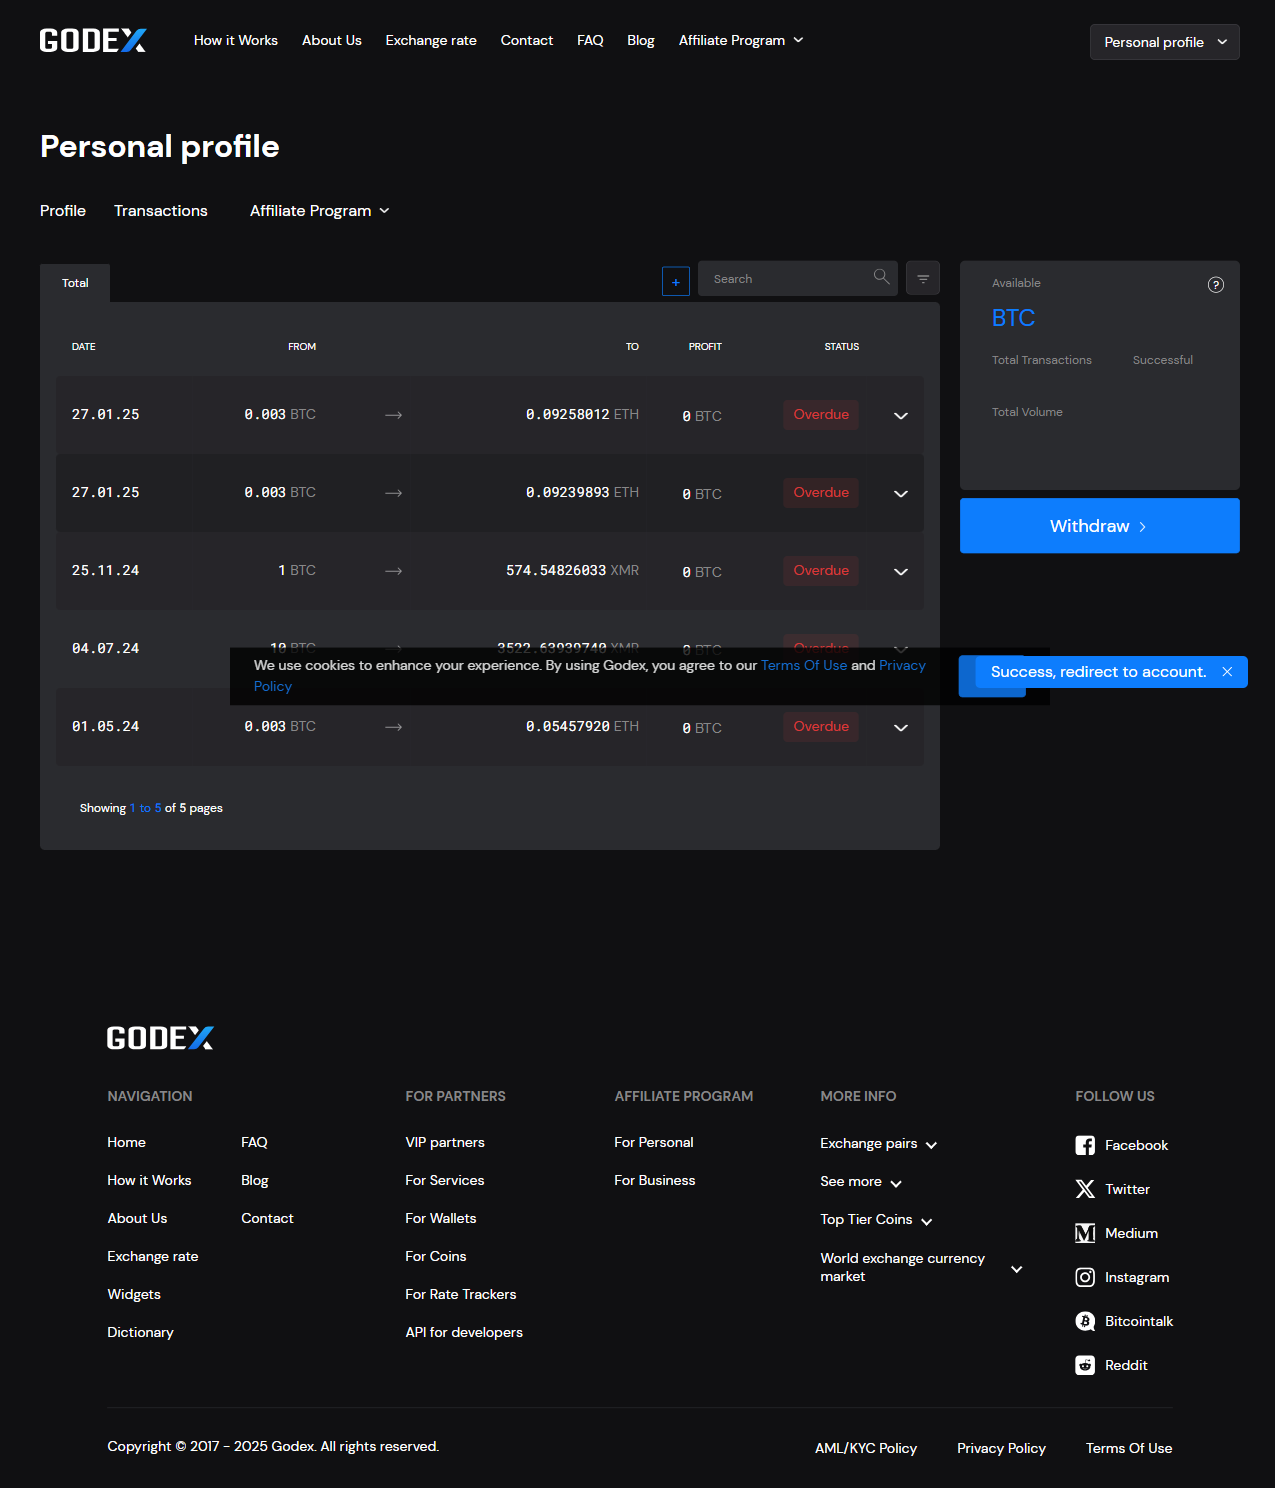 GODEX
How it Works
About Us
Exchange rate
Contact
FAQ
Blog
Affiliate Program
Personal profile
Personal profile
Profile
Transactions
Affiliate Program
Total
+
Search
DATE FROM TO PROFIT STATUS
27.01.25 0.003 BTC → 0.09258012 ETH 0 BTC Overdue
27.01.25 0.003 BTC → 0.09239893 ETH 0 BTC Overdue
25.11.24 1 BTC → 574.54826033 XMR 0 BTC Overdue
04.07.24 10 BTC → 3522.63939740 XMR 0 BTC Overdue
01.05.24 0.003 BTC → 0.05457920 ETH 0 BTC Overdue
Showing 1 to 5 of 5 pages
Available
?
BTC
Total Transactions Successful
Total Volume
Withdraw
We use cookies to enhance your experience. By using Godex, you agree to our Terms Of Use and Privacy
Policy
Success, redirect to account.
GODEX
NAVIGATION
Home
How it Works
About Us
Exchange rate
Widgets
Dictionary
FAQ
Blog
Contact
FOR PARTNERS
VIP partners
For Services
For Wallets
For Coins
For Rate Trackers
API for developers
AFFILIATE PROGRAM
For Personal
For Business
MORE INFO
Exchange pairs
See more
Top Tier Coins
World exchange currency
market
FOLLOW US
Facebook
Twitter
Medium
Instagram
Bitcointalk
Reddit
Copyright © 2017 - 2025 Godex. All rights reserved.
AML/KYC Policy
Privacy Policy
Terms Of Use